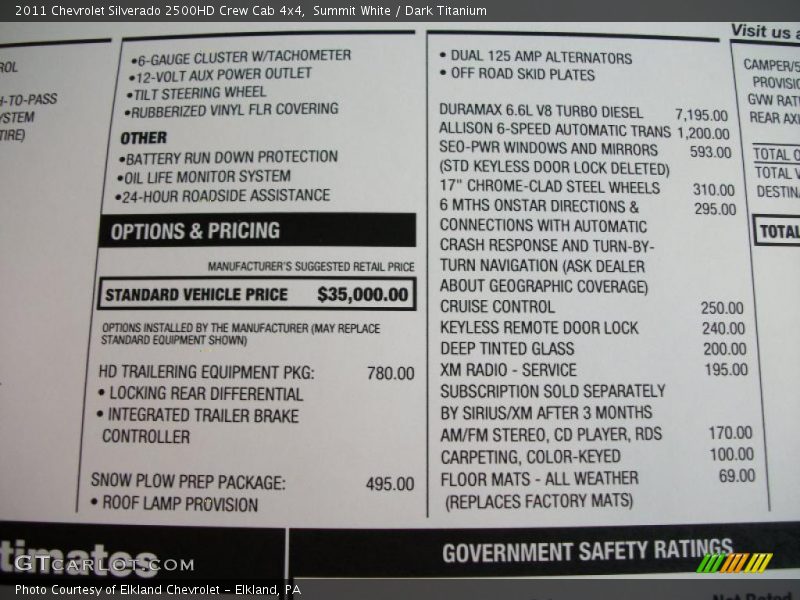 2011 Chevrolet Silverado 2500HD Crew Cab 4x4, Summit White / Dark Titanium
•6-GAUGE CLUSTER W/TACHOMETER
•12-VOLT AUX POWER OUTLET
•TILT STEERING WHEEL
•RUBBERIZED VINYL FLR COVERING
OTHER
•BATTERY RUN DOWN PROTECTION
•OIL LIFE MONITOR SYSTEM
•24-HOUR ROADSIDE ASSISTANCE
OPTIONS & PRICING
MANUFACTURER'S SUGGESTED RETAIL PRICE
STANDARD VEHICLE PRICE $35,000.00
OPTIONS INSTALLED BY THE MANUFACTURER (MAY REPLACE
STANDARD EQUIPMENT SHOWN)
HD TRAILERING EQUIPMENT PKG: 780.00
• LOCKING REAR DIFFERENTIAL
• INTEGRATED TRAILER BRAKE
CONTROLLER
SNOW PLOW PREP PACKAGE: 495.00
• ROOF LAMP PROVISION
• DUAL 125 AMP ALTERNATORS
• OFF ROAD SKID PLATES
DURAMAX 6.6L V8 TURBO DIESEL 7,195.00
ALLISON 6-SPEED AUTOMATIC TRANS 1,200.00
SEO-PWR WINDOWS AND MIRRORS 593.00
(STD KEYLESS DOOR LOCK DELETED)
17" CHROME-CLAD STEEL WHEELS 310.00
6 MTHS ONSTAR DIRECTIONS & 295.00
CONNECTIONS WITH AUTOMATIC
CRASH RESPONSE AND TURN-BY-
TURN NAVIGATION (ASK DEALER
ABOUT GEOGRAPHIC COVERAGE)
CRUISE CONTROL 250.00
KEYLESS REMOTE DOOR LOCK 240.00
DEEP TINTED GLASS 200.00
XM RADIO - SERVICE 195.00
SUBSCRIPTION SOLD SEPARATELY
BY SIRIUS/XM AFTER 3 MONTHS
AM/FM STEREO, CD PLAYER, RDS 170.00
CARPETING, COLOR-KEYED 100.00
FLOOR MATS - ALL WEATHER 69.00
(REPLACES FACTORY MATS)
Visit us
CAMPER/
GVW
REAR
TOTAL
TOTAL
TOTAL
H-TO-PASS
TIRE)
timates
GTCARLOT.COM
GOVERNMENT SAFETY RATINGS
Not Rated
Photo Courtesy of Elkland Chevrolet – Elkland, PA